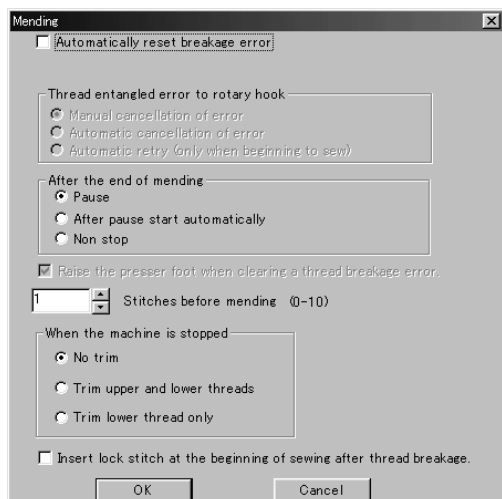 Mending
Automatically reset breakage error
Thread entangled error to rotary hook
Manual cancellation of error
Automatic cancellation of error
Automatic retry (only when beginning to sew)
After the end of mending
Pause
After pause start automatically
Non stop
Raise the presser foot when clearing a thread breakage error.
1 Stitches before mending (0-10)
When the machine is stopped
No trim
Trim upper and lower threads
Trim lower thread only
Insert lock stitch at the beginning of sewing after thread breakage.
OK Cancel